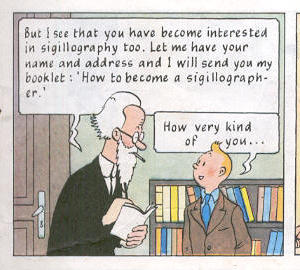 But I see that you have become interested
in sigillography too. Let me have your
name and address and I will send you my
booklet : 'How to become a sigillograph-
er.'
How very kind
of you...